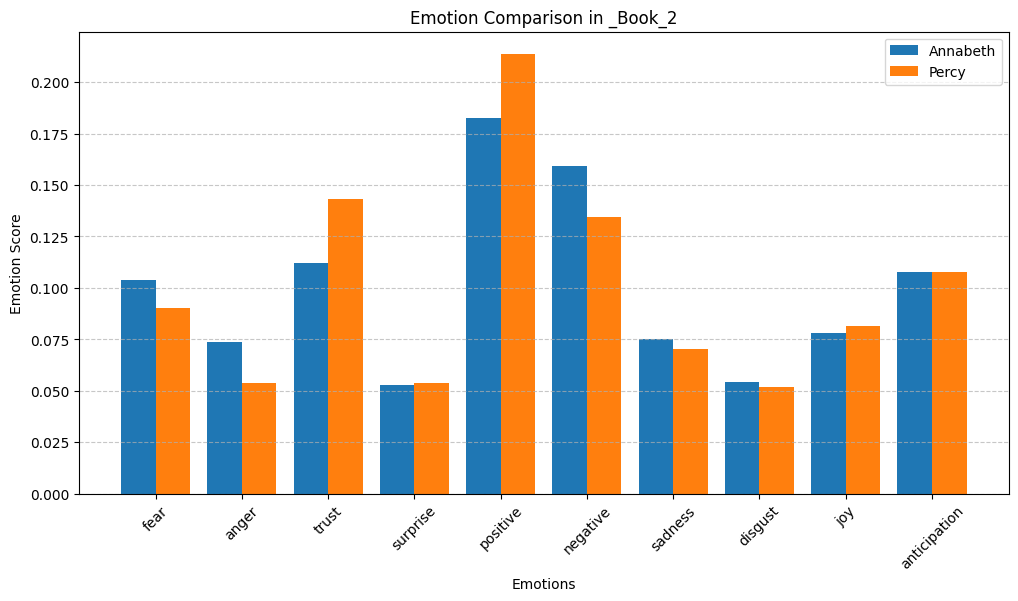 Emotion Comparison in _Book_2
Annabeth
Percy
Emotion Score
0.200
0.175
0.150
0.125
0.100
0.075
0.050
0.025
0.000
fear
anger
trust
surprise
positive
negative
sadness
disgust
joy
anticipation
Emotions